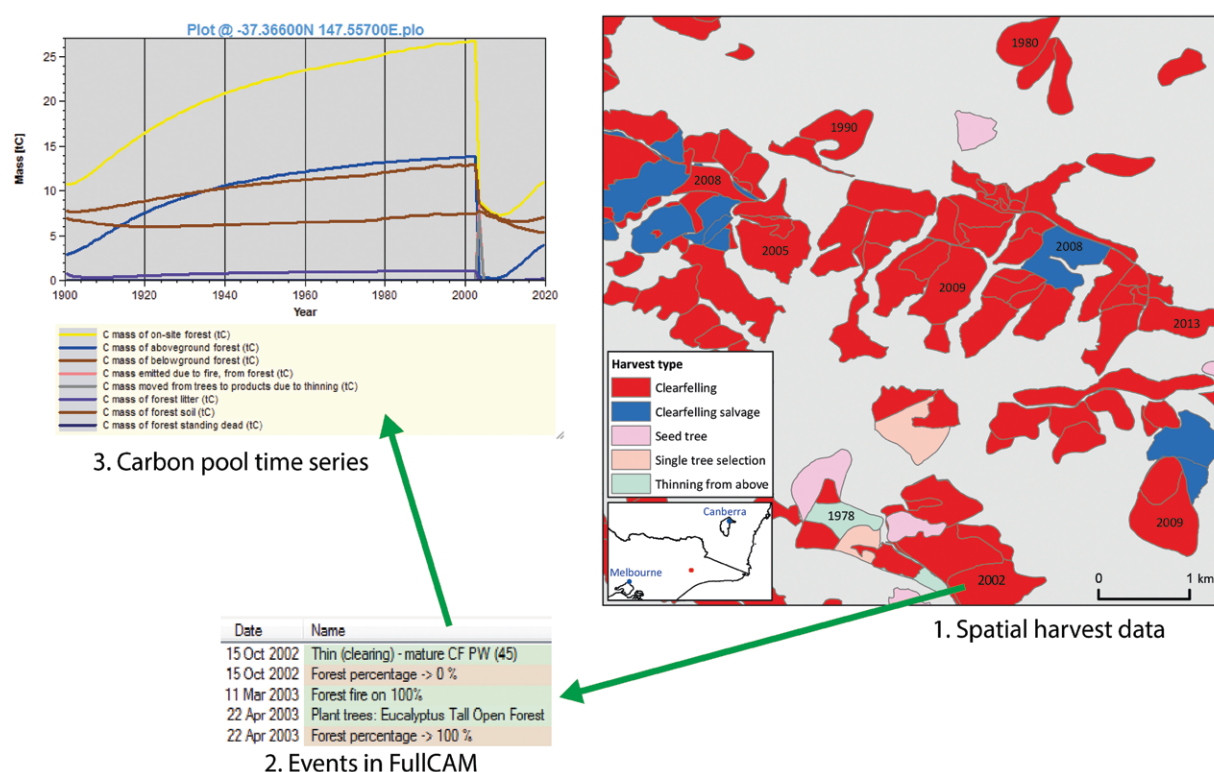 Plot @ -37.36600N 147.55700E.plo
25
20
15
10
5
0
Mass [tC]
1900 1920 1940 1960 1980 2000 2020
Year
C mass of on-site forest (tC)
C mass of aboveground forest (tC)
C mass of belowground forest (tC)
C mass emitted due to fire, from forest (tC)
C mass moved from trees to products due to thinning (tC)
C mass of forest litter (tC)
C mass of forest soil (tC)
C mass of forest standing dead (tC)
3. Carbon pool time series
1980
1990
2008
2005
2008
2009
2013
Harvest type
Clearfelling
Clearfelling salvage
Seed tree
Single tree selection
Thinning from above
Canberra
Melbourne
1978
2009
2002
0 1 km
1. Spatial harvest data
Date Name
15 Oct 2002 Thin (clearing) - mature CF PW (45)
15 Oct 2002 Forest percentage -> 0 %
11 Mar 2003 Forest fire on 100%
22 Apr 2003 Plant trees: Eucalyptus Tall Open Forest
22 Apr 2003 Forest percentage -> 100 %
2. Events in FullCAM